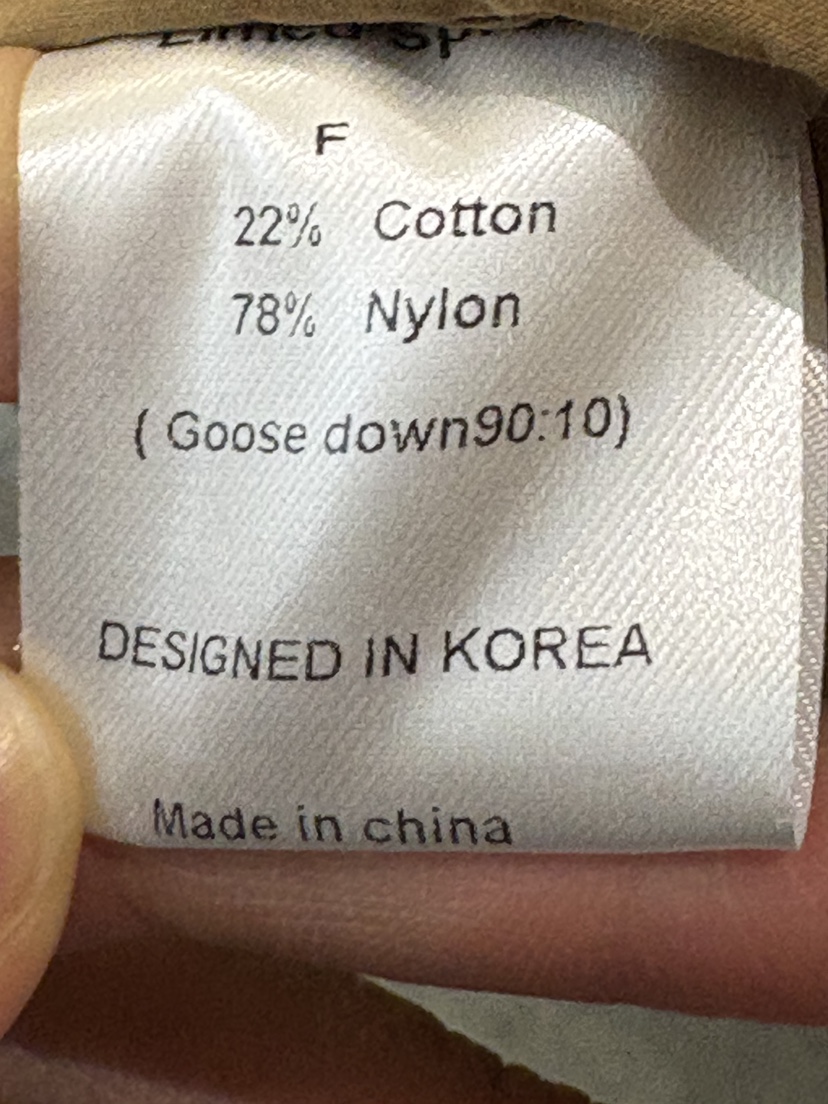 F
22% Cotton
78% Nylon
( Goose down90:10)
DESIGNED IN KOREA
Made in china